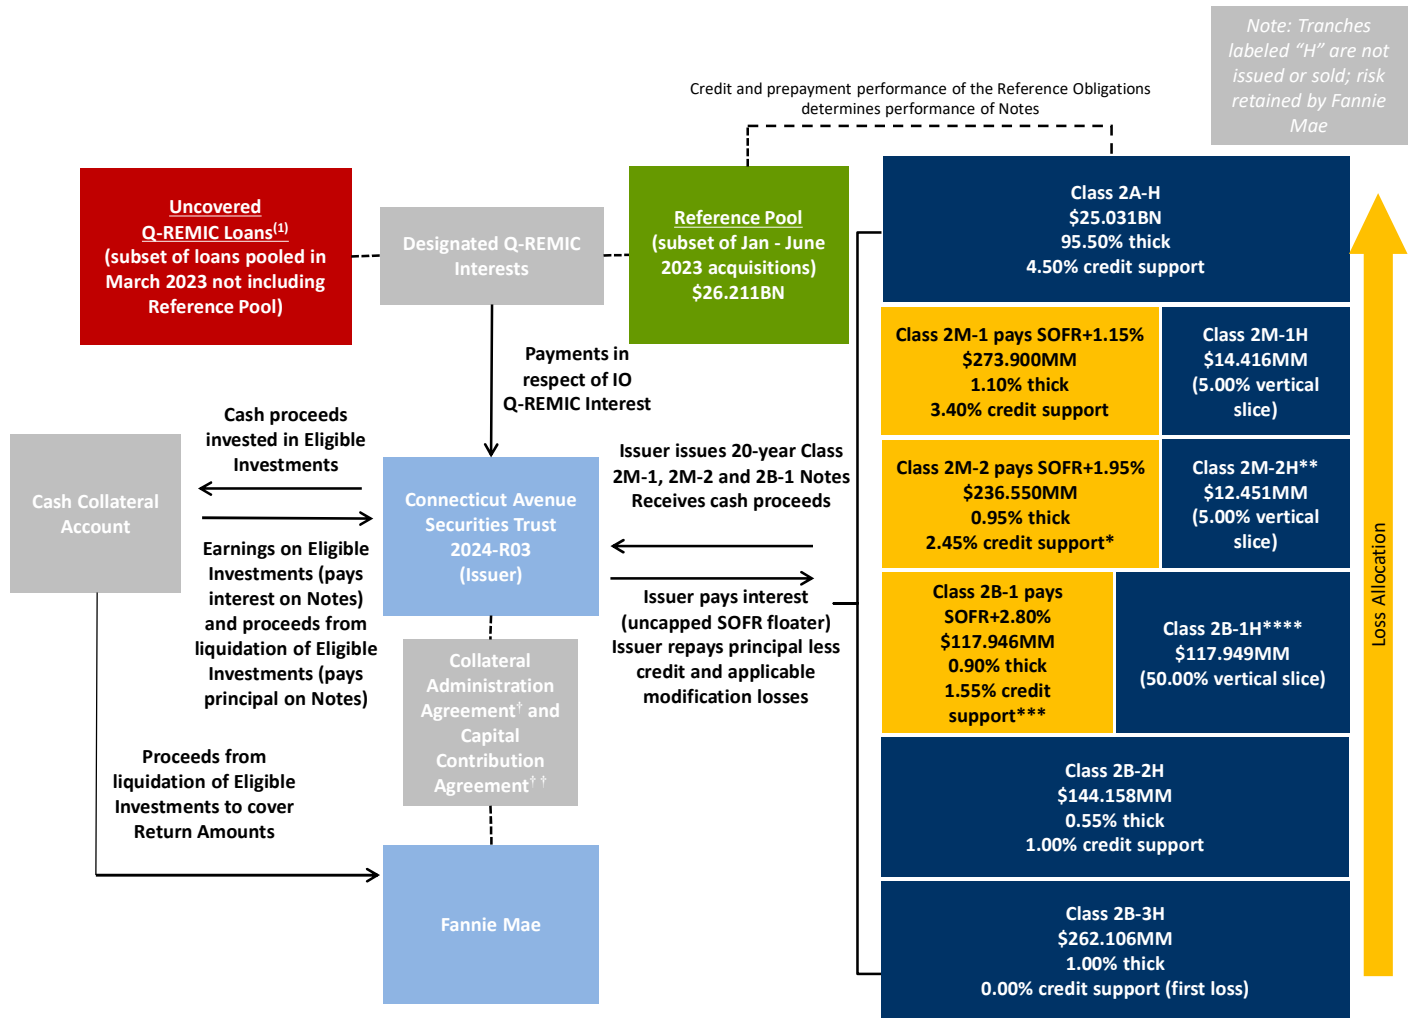 Note: Tranches
labeled “H” are not
issued or sold; risk
retained by Fannie
Mae
Credit and prepayment performance of the Reference Obligations
determines performance of Notes
Uncovered
Q-REMIC Loans(1)
(subset of loans pooled in
March 2023 not including
Reference Pool)
Designated Q-REMIC
Interests
Reference Pool
(subset of Jan - June
2023 acquisitions)
$26.211BN
Class 2A-H
$25.031BN
95.50% thick
4.50% credit support
Payments in
respect of IO
Q-REMIC Interest
Class 2M-1 pays SOFR+1.15%
$273.900MM
1.10% thick
3.40% credit support
Class 2M-1H
$14.416MM
(5.00% vertical
slice)
Cash proceeds
invested in Eligible
Investments
Cash Collateral
Account
Connecticut Avenue
Securities Trust
2024-R03
(Issuer)
Issuer issues 20-year Class
2M-1, 2M-2 and 2B-1 Notes
Receives cash proceeds
Class 2M-2 pays SOFR+1.95%
$236.550MM
0.95% thick
2.45% credit support*
Class 2M-2H**
$12.451MM
(5.00% vertical
slice)
Earnings on Eligible
Investments (pays
interest on Notes)
and proceeds from
liquidation of Eligible
Investments (pays
principal on Notes)
Issuer pays interest
(uncapped SOFR floater)
Issuer repays principal less
credit and applicable
modification losses
Class 2B-1 pays
SOFR+2.80%
$117.946MM
0.90% thick
1.55% credit
support***
Class 2B-1H****
$117.949MM
(50.00% vertical slice)
Loss Allocation
Collateral
Administration
Agreement† and
Capital
Contribution
Agreement† †
Proceeds from
liquidation of Eligible
Investments to cover
Return Amounts
Class 2B-2H
$144.158MM
0.55% thick
1.00% credit support
Fannie Mae
Class 2B-3H
$262.106MM
1.00% thick
0.00% credit support (first loss)